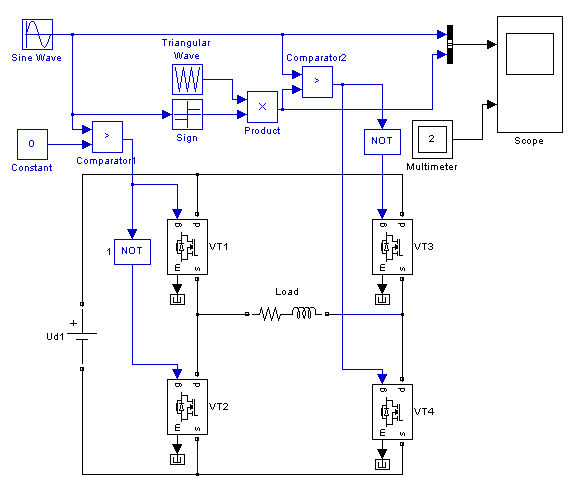 Sine Wave
Triangular
Wave
Comparator2
>
×
Sign
Product
NOT
2
Multimeter
Scope
0
Constant
>
Comparator1
1
NOT
g
D
m
S
VT1
g
D
m
S
VT3
Load
+
Ud1
g
D
m
S
VT2
g
D
m
S
VT4